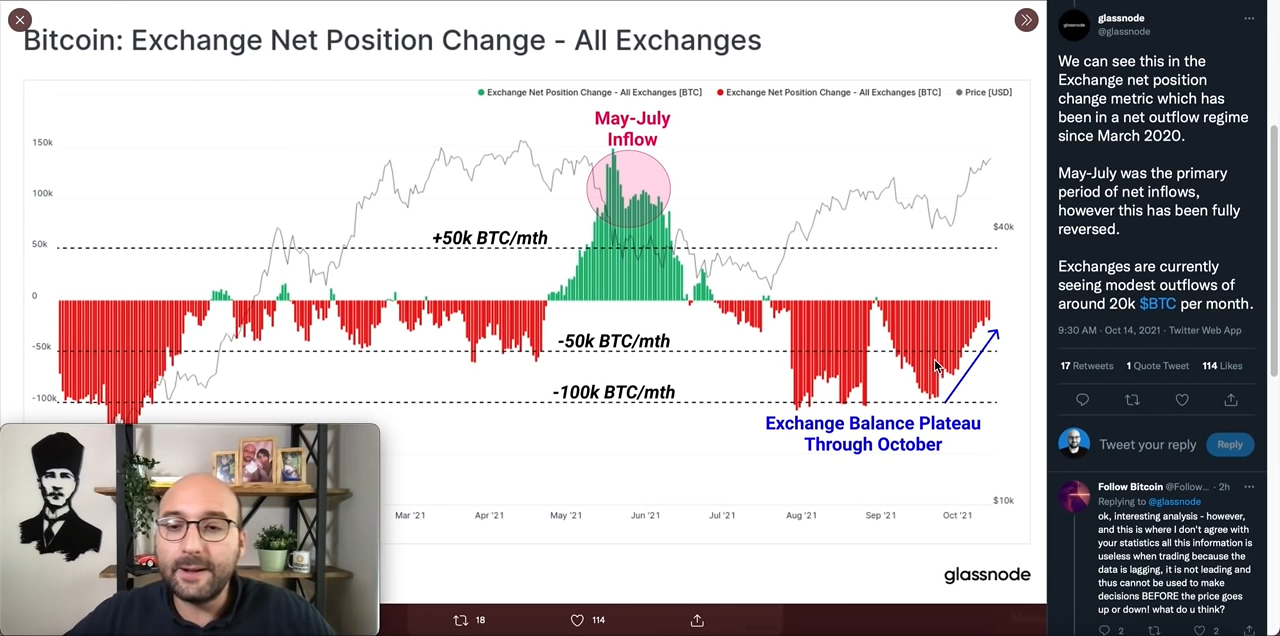 Bitcoin: Exchange Net Position Change - All Exchanges
Exchange Net Position Change - All Exchanges [BTC]
Exchange Net Position Change - All Exchanges [BTC]
Price [USD]
May-July
Inflow
150k
100k
50k
0
-50k
-100k
+50k BTC/mth
-50k BTC/mth
-100k BTC/mth
$40k
$10k
Exchange Balance Plateau
Through October
Mar '21
Apr '21
May '21
Jun '21
Jul '21
Aug '21
Sep '21
Oct '21
glassnode
18
114
glassnode
glassnode
@glassnode
We can see this in the
Exchange net position
change metric which has
been in a net outflow regime
since March 2020.
May-July was the primary
period of net inflows,
however this has been fully
reversed.
Exchanges are currently
seeing modest outflows of
around 20k $BTC per month.
9:30 AM · Oct 14, 2021 · Twitter Web App
17 Retweets 1 Quote Tweet 114 Likes
Tweet your reply
Reply
Follow Bitcoin @Follow... · 2h
Replying to @glassnode
ok, interesting analysis - however,
and this is where I don't agree with
your statistics all this information is
useless when trading because the
data is lagging, it is not leading and
thus cannot be used to make
decisions BEFORE the price goes
up or down! what do u think?
2
2